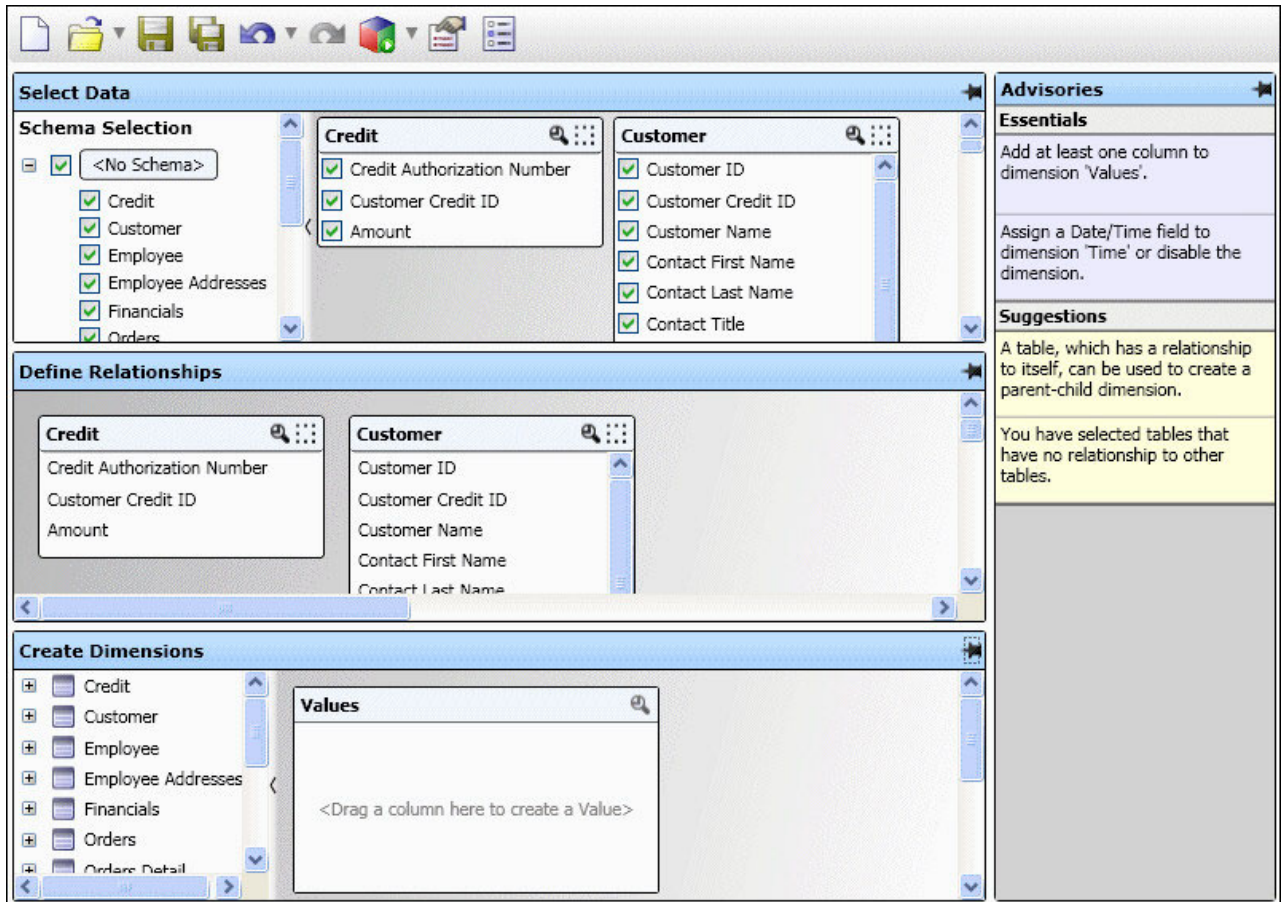 Select Data
Schema Selection
<No Schema>
Credit
Customer
Employee
Employee Addresses
Financials
Orders
Credit
Credit Authorization Number
Customer Credit ID
Amount
Customer
Customer ID
Customer Credit ID
Customer Name
Contact First Name
Contact Last Name
Contact Title
Define Relationships
Credit
Credit Authorization Number
Customer Credit ID
Amount
Customer
Customer ID
Customer Credit ID
Customer Name
Contact First Name
Contact Last Name
Create Dimensions
Credit
Customer
Employee
Employee Addresses
Financials
Orders
Orders Detail
Values
<Drag a column here to create a Value>
Advisories
Essentials
Add at least one column to
dimension 'Values'.
Assign a Date/Time field to
dimension 'Time' or disable the
dimension.
Suggestions
A table, which has a relationship
to itself, can be used to create a
parent-child dimension.
You have selected tables that
have no relationship to other
tables.